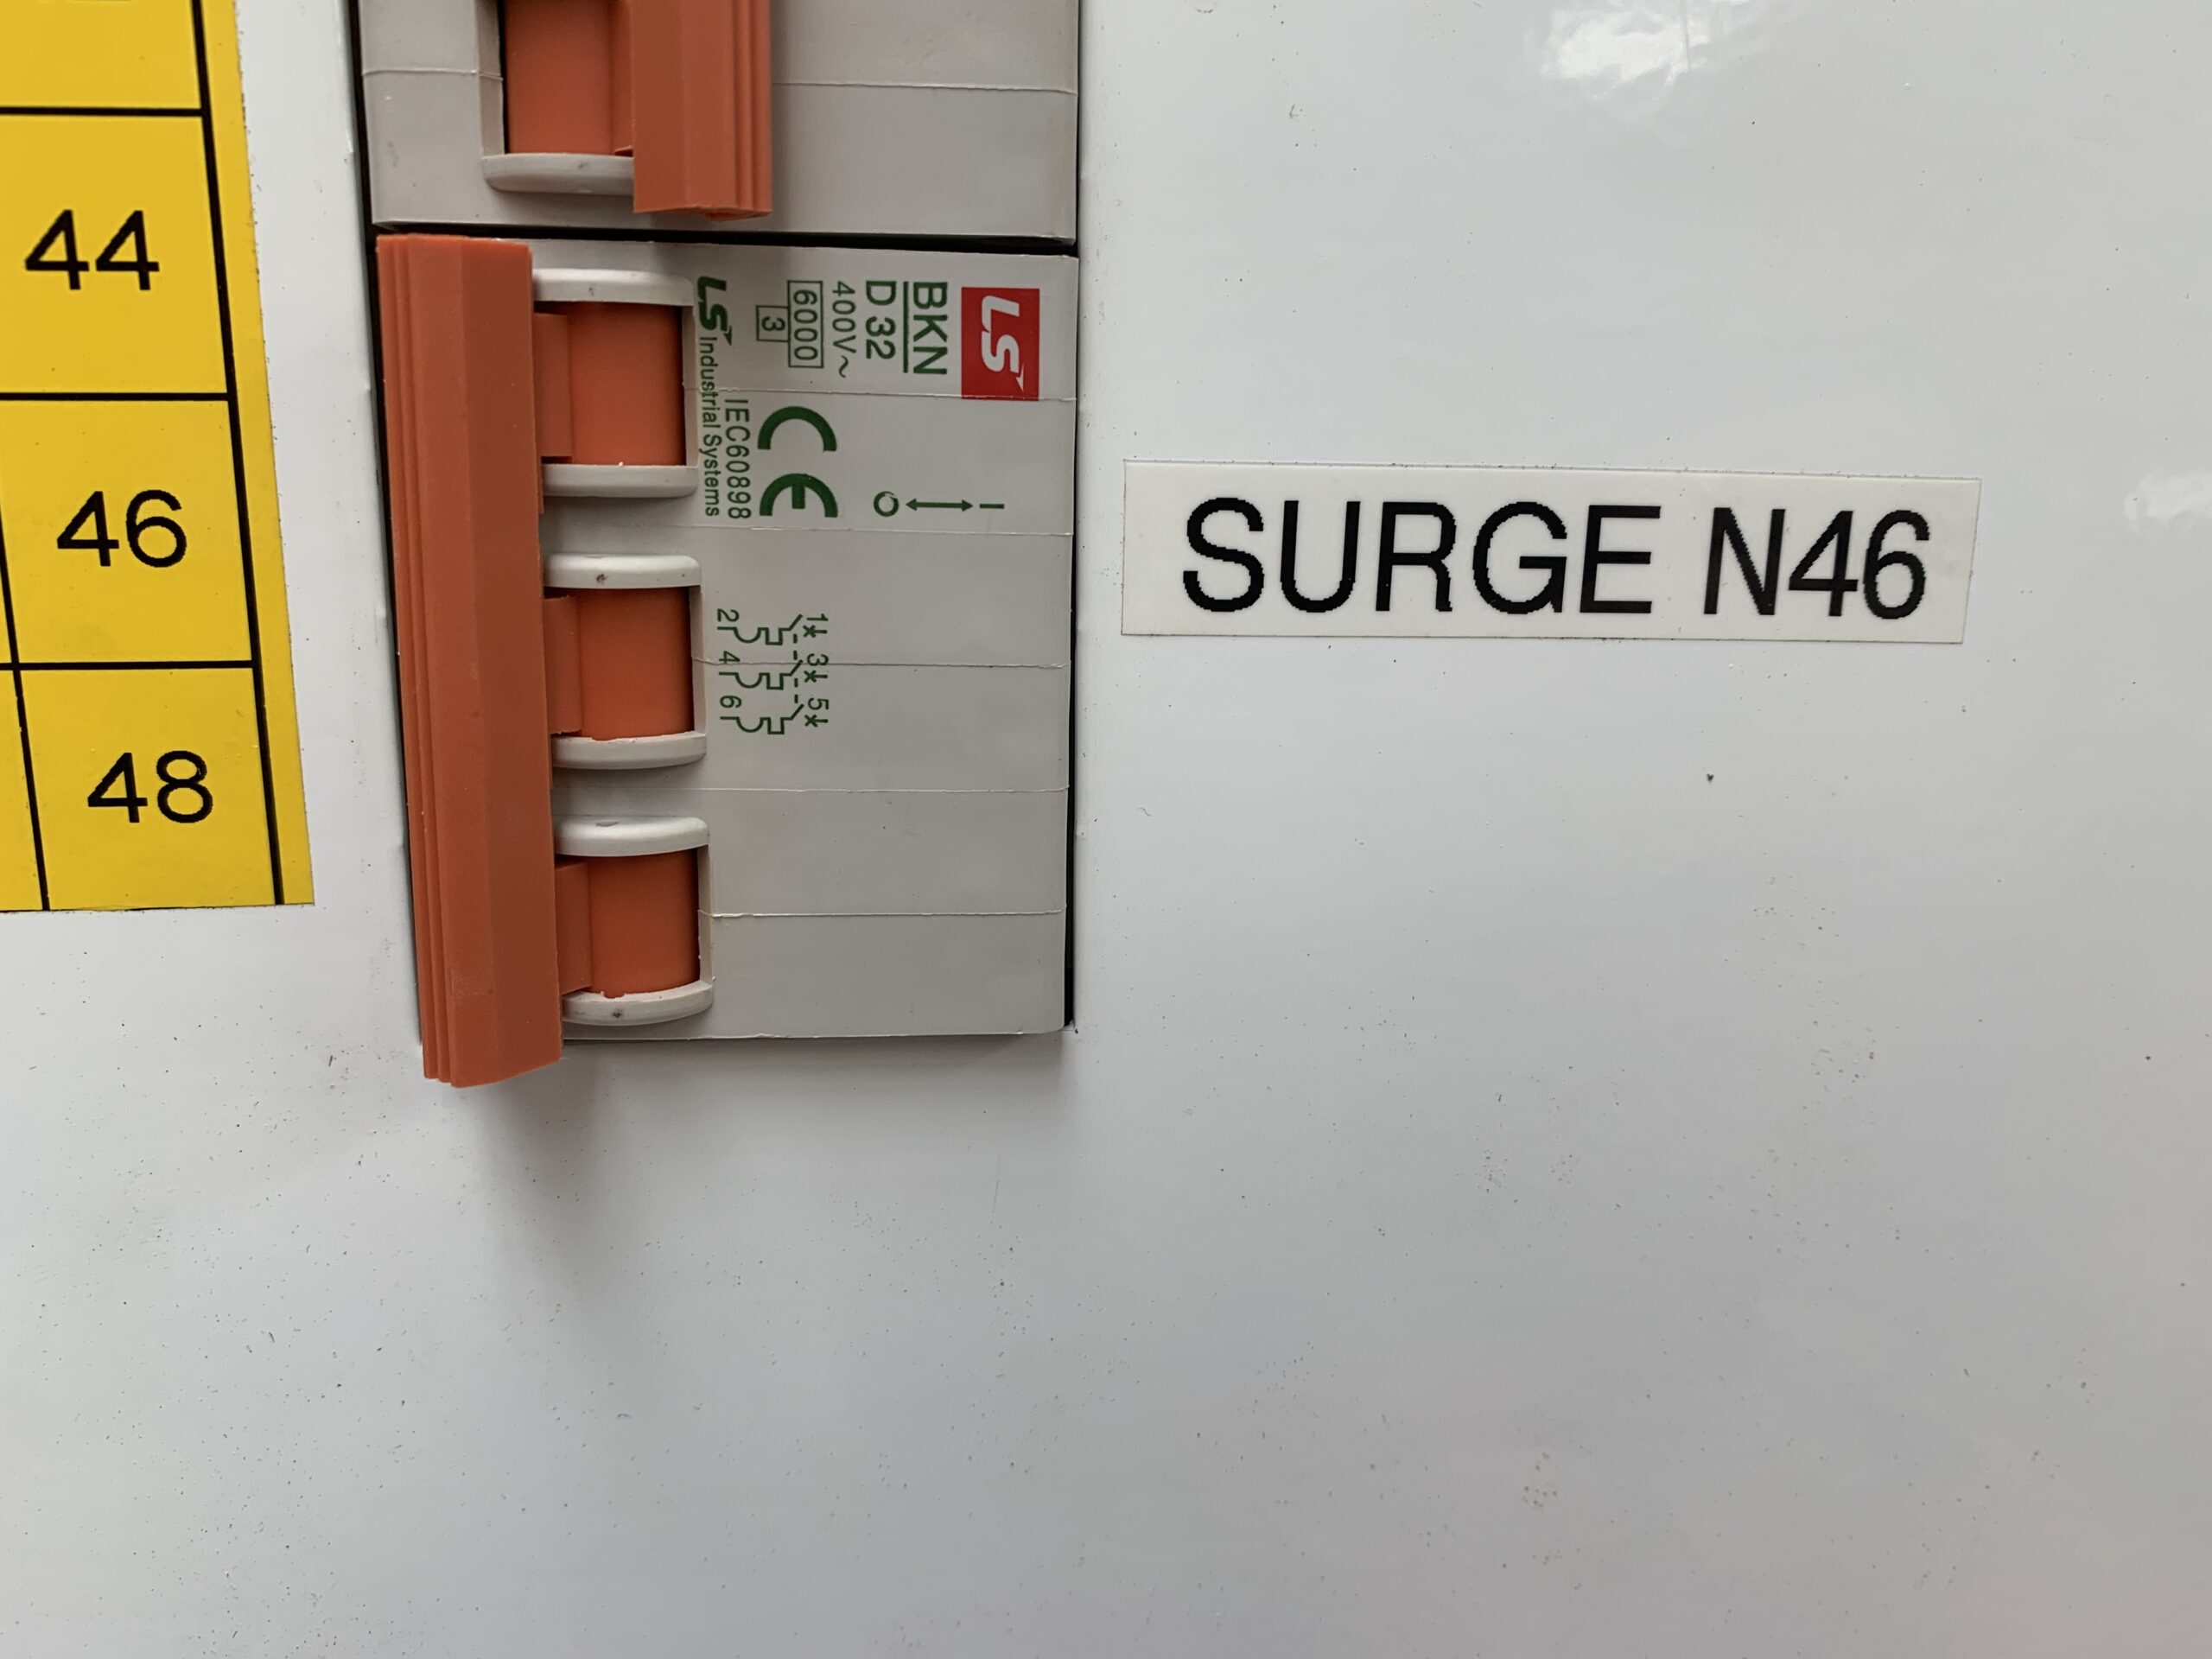 44
46
48
LS
BKN
D 32
400V~
6000
3
LS Industrial Systems
IEC60898
CE
O I
1 3 5
2 4 6
SURGE N46